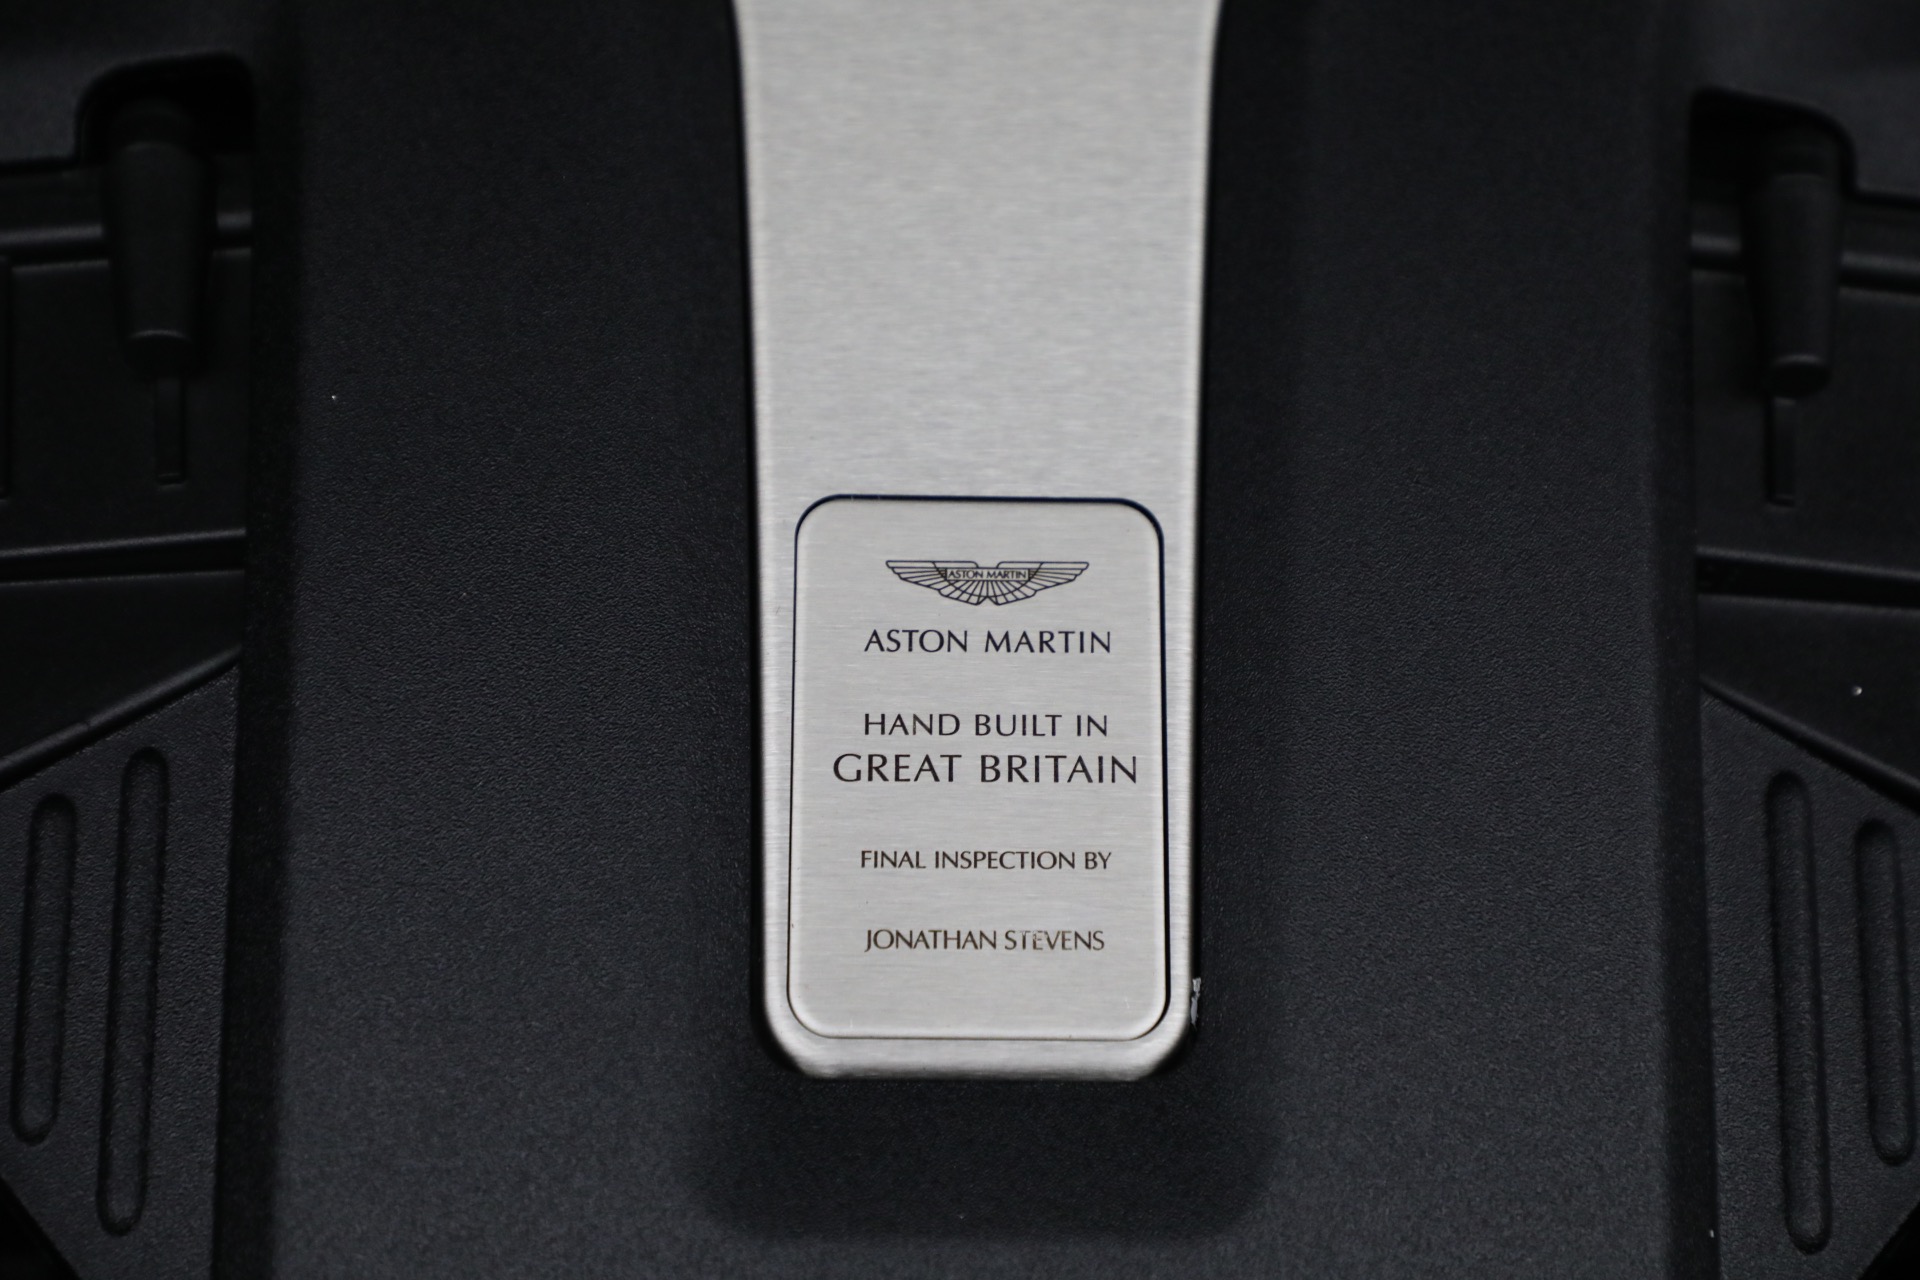 ASTON MARTIN
ASTON MARTIN
HAND BUILT IN
GREAT BRITAIN
FINAL INSPECTION BY
JONATHAN STEVENS